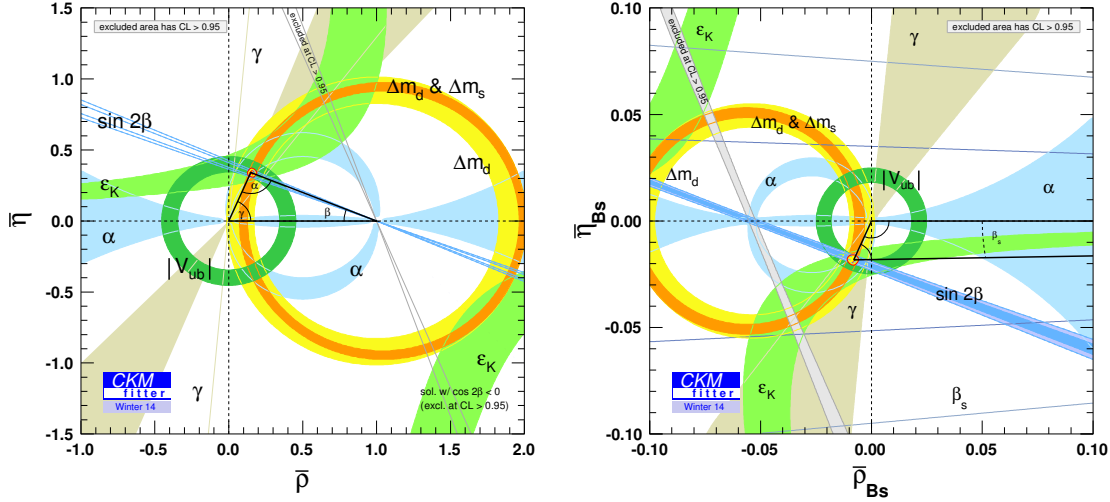 excluded area has CL > 0.95
excluded at CL > 0.95
γ
Δm_d & Δm_s
sin 2β
Δm_d
ε_K
α
α
β
γ
α
|V_ub|
γ
ε_K
sol. w/ cos 2β < 0
(excl. at CL > 0.95)
CKM
fitter
Winter 14
-1.0 -0.5 0.0 0.5 1.0 1.5 2.0
1.5
1.0
0.5
0.0
-0.5
-1.0
-1.5
η̄
ρ̄
excluded area has CL > 0.95
excluded at CL > 0.95
ε_K
γ
Δm_d & Δm_s
Δm_d
α
|V_ub|
α
β_s
sin 2β
γ
ε_K
β_s
CKM
fitter
Winter 14
-0.10 -0.05 0.00 0.05 0.10
0.10
0.05
0.00
-0.05
-0.10
η̄_Bs
ρ̄_Bs